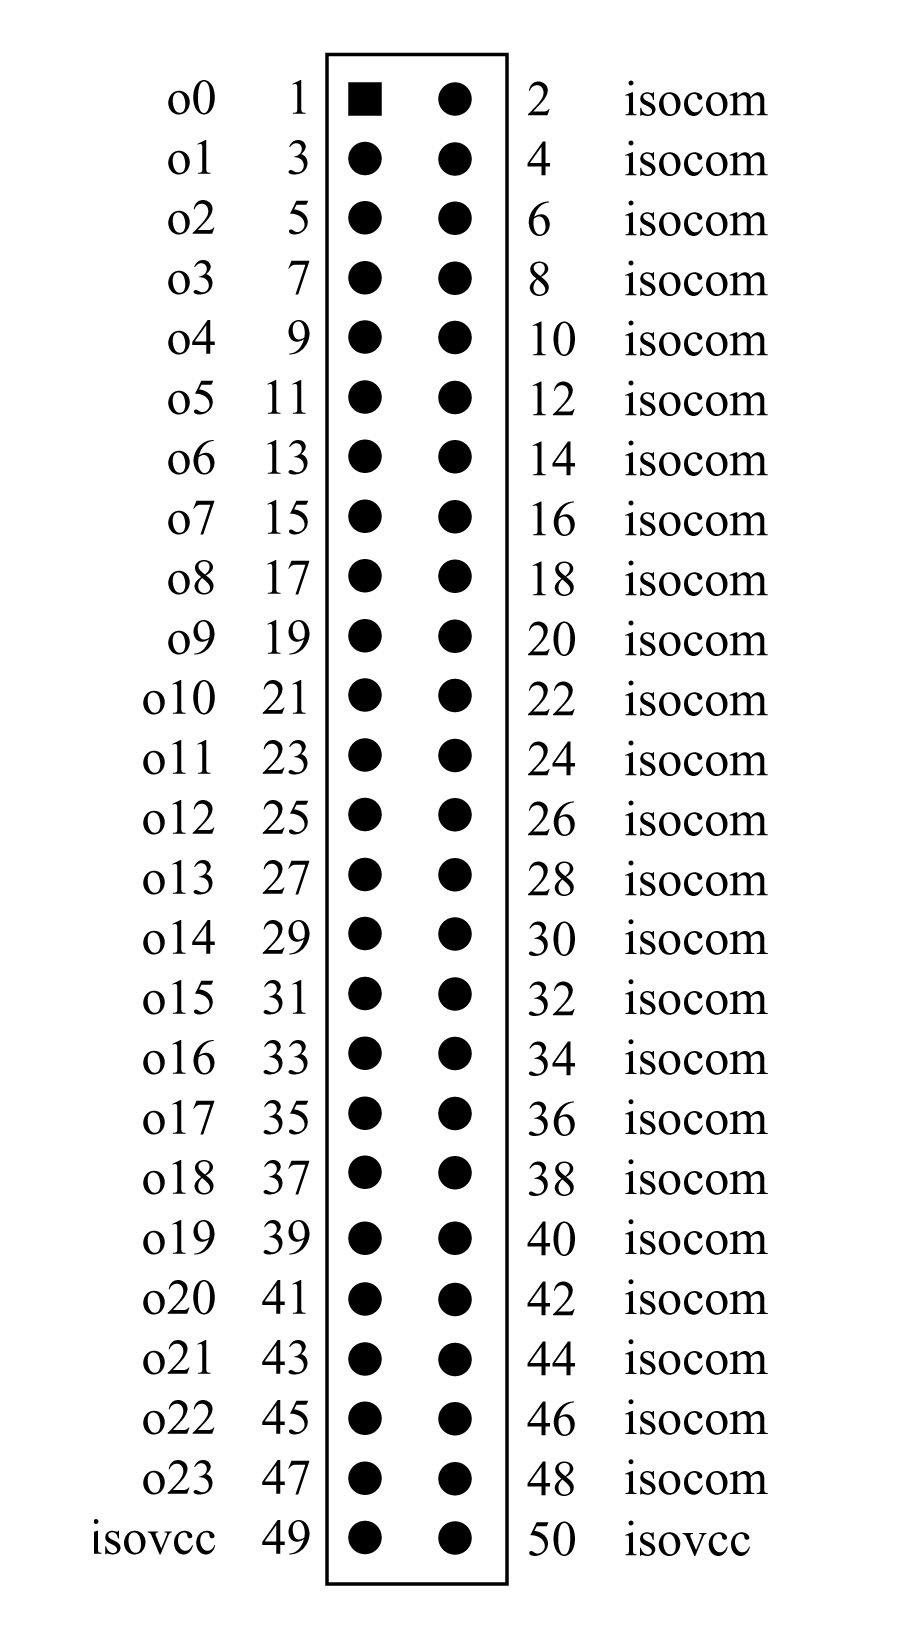 o0 1 2 isocom
o1 3 4 isocom
o2 5 6 isocom
o3 7 8 isocom
o4 9 10 isocom
o5 11 12 isocom
o6 13 14 isocom
o7 15 16 isocom
o8 17 18 isocom
o9 19 20 isocom
o10 21 22 isocom
o11 23 24 isocom
o12 25 26 isocom
o13 27 28 isocom
o14 29 30 isocom
o15 31 32 isocom
o16 33 34 isocom
o17 35 36 isocom
o18 37 38 isocom
o19 39 40 isocom
o20 41 42 isocom
o21 43 44 isocom
o22 45 46 isocom
o23 47 48 isocom
isovcc 49 50 isovcc